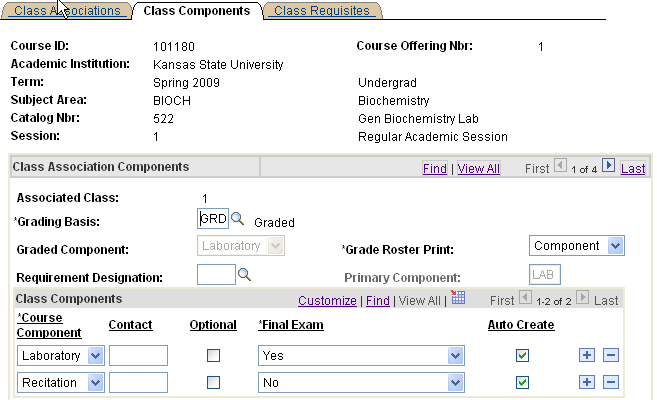 Class Associations Class Components Class Requisites
Course ID: 101180 Course Offering Nbr: 1
Academic Institution: Kansas State University
Term: Spring 2009 Undergrad
Subject Area: BIOCH Biochemistry
Catalog Nbr: 522 Gen Biochemistry Lab
Session: 1 Regular Academic Session
Class Association Components Find | View All First 1 of 4 Last
Associated Class: 1
*Grading Basis: GRD Graded
Graded Component: Laboratory *Grade Roster Print: Component
Requirement Designation: Primary Component: LAB
Class Components Customize | Find | View All | First 1-2 of 2 Last
*Course Component Contact Optional *Final Exam Auto Create
Laboratory Yes
Recitation No